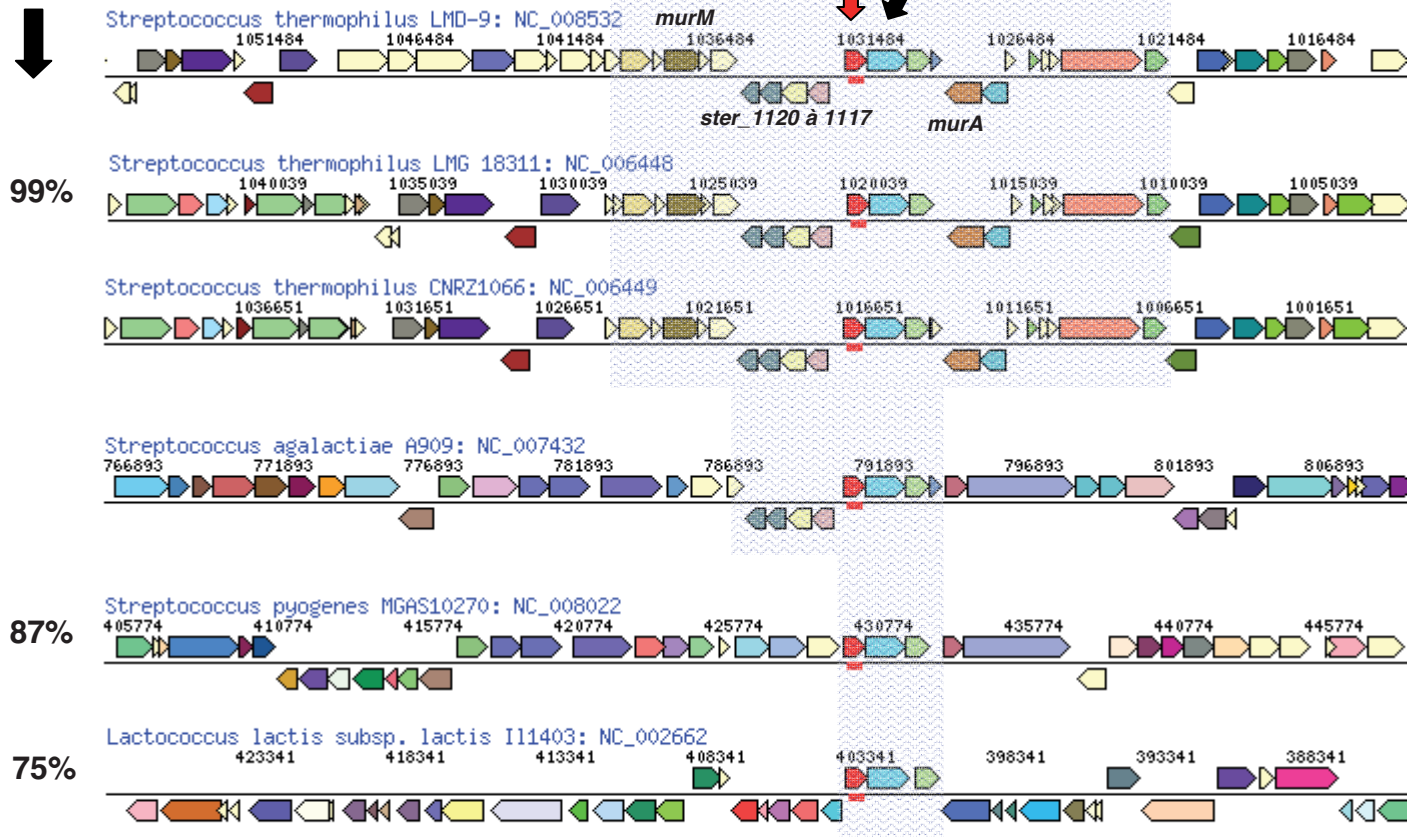 Streptococcus thermophilus LMD-9: NC_008532
murM
1051484 1046484 1041484 1036484 1031484 1026484 1021484 1016484
ster_1120 à 1117
murA
Streptococcus thermophilus LMG 18311: NC_006448
99%
1040039 1035039 1030039 1025039 1020039 1015039 1010039 1005039
Streptococcus thermophilus CNRZ1066: NC_006449
1036651 1031651 1026651 1021651 1016651 1011651 1006651 1001651
Streptococcus agalactiae A909: NC_007432
766893 771893 776893 781893 786893 791893 796893 801893 806893
Streptococcus pyogenes MGAS10270: NC_008022
87%
405774 410774 415774 420774 425774 430774 435774 440774 445774
Lactococcus lactis subsp. lactis Il1403: NC_002662
75%
423341 418341 413341 408341 403341 398341 393341 388341